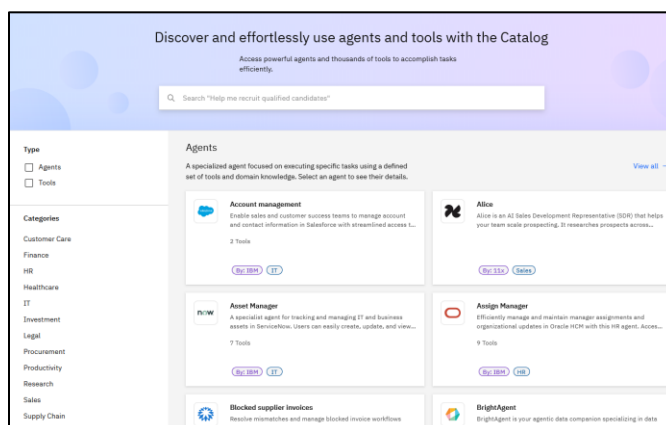 Discover and effortlessly use agents and tools with the Catalog
Access powerful agents and thousands of tools to accomplish tasks
efficiently.
Search "Help me recruit qualified candidates"
Type
Agents
Tools
Categories
Customer Care
Finance
HR
Healthcare
IT
Investment
Legal
Procurement
Productivity
Research
Sales
Supply Chain
Agents
A specialized agent focused on executing specific tasks using a defined
set of tools and domain knowledge. Select an agent to see their details.
View all
Account management
Enable sales and customer success teams to manage account
and contact information in Salesforce with streamlined access t...
2 Tools
By: IBM IT
Alice
Alice is an AI Sales Development Representative (SDR) that helps
your team scale prospecting. It researches prospects across...
By: 11x Sales
now
Asset Manager
A specialist agent for tracking and managing IT and business
assets in ServiceNow. Users can easily create, update, and view...
7 Tools
By: IBM IT
Assign Manager
Efficiently manage and maintain manager assignments and
organizational updates in Oracle HCM with this HR agent. Acces...
9 Tools
By: IBM HR
Blocked supplier invoices
Resolve mismatches and manage blocked invoice workflows
BrightAgent
BrightAgent is your agentic data companion specializing in data